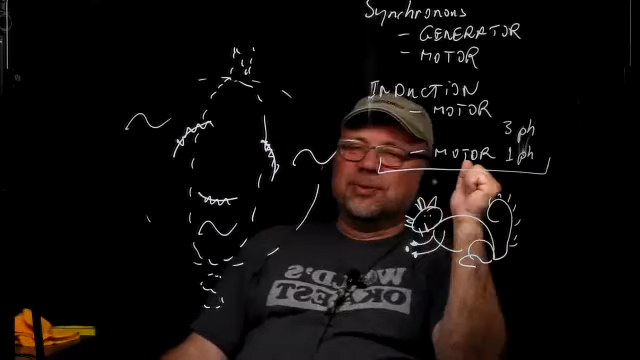 Synchronous
- GENERATOR
- MOTOR
INDUCTION
- MOTOR
3 ph
- MOTOR 1 ph
WORLD'S
OKAYEST